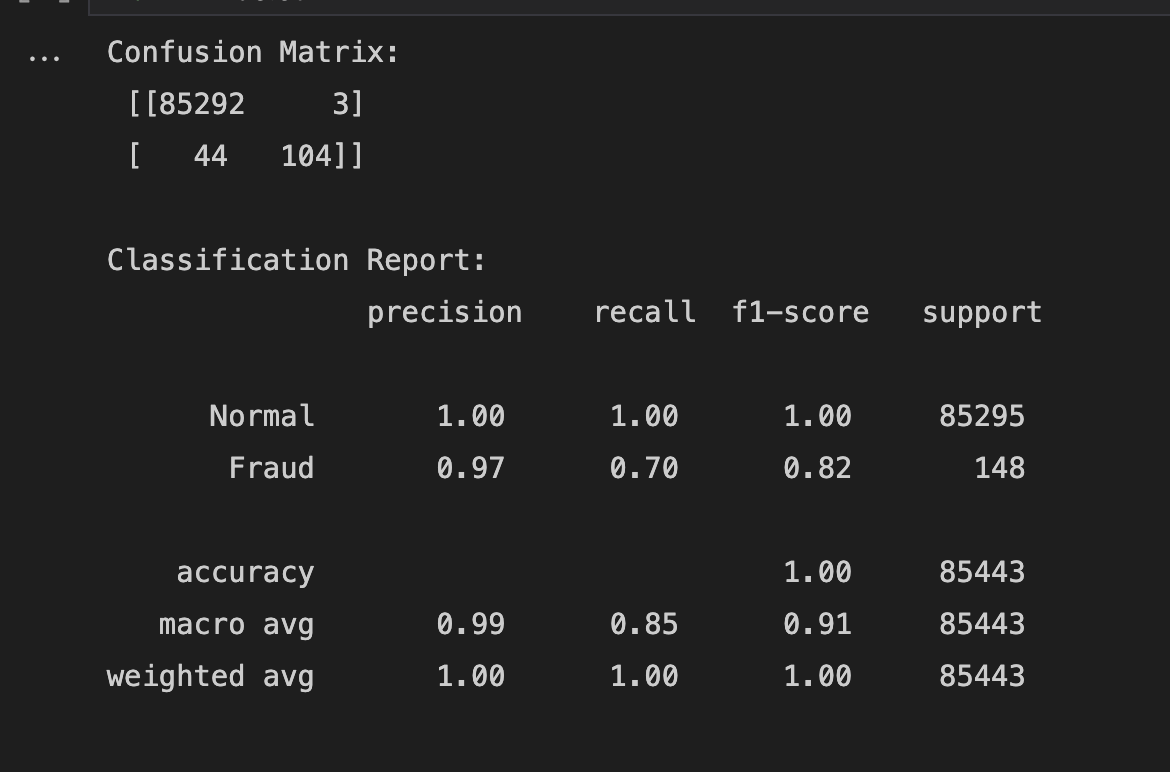 ...
Confusion Matrix:
[[85292     3]
[   44   104]]
Classification Report:
precision    recall  f1-score   support
Normal       1.00      1.00      1.00     85295
Fraud       0.97      0.70      0.82       148
accuracy                           1.00     85443
macro avg       0.99      0.85      0.91     85443
weighted avg       1.00      1.00      1.00     85443